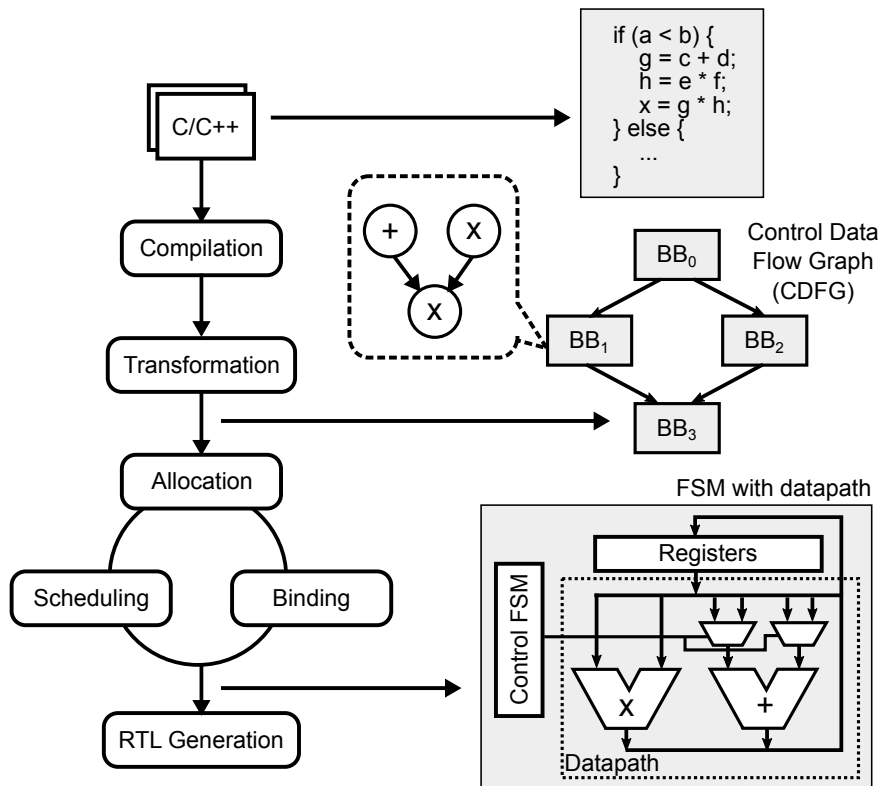 if (a < b) {
g = c + d;
h = e * f;
x = g * h;
} else {
...
}
C/C++
Compilation
+
x
x
Control Data
Flow Graph
(CDFG)
BB0
BB1
BB2
BB3
Transformation
Allocation
Scheduling
Binding
RTL Generation
FSM with datapath
Registers
Control FSM
x
+
Datapath